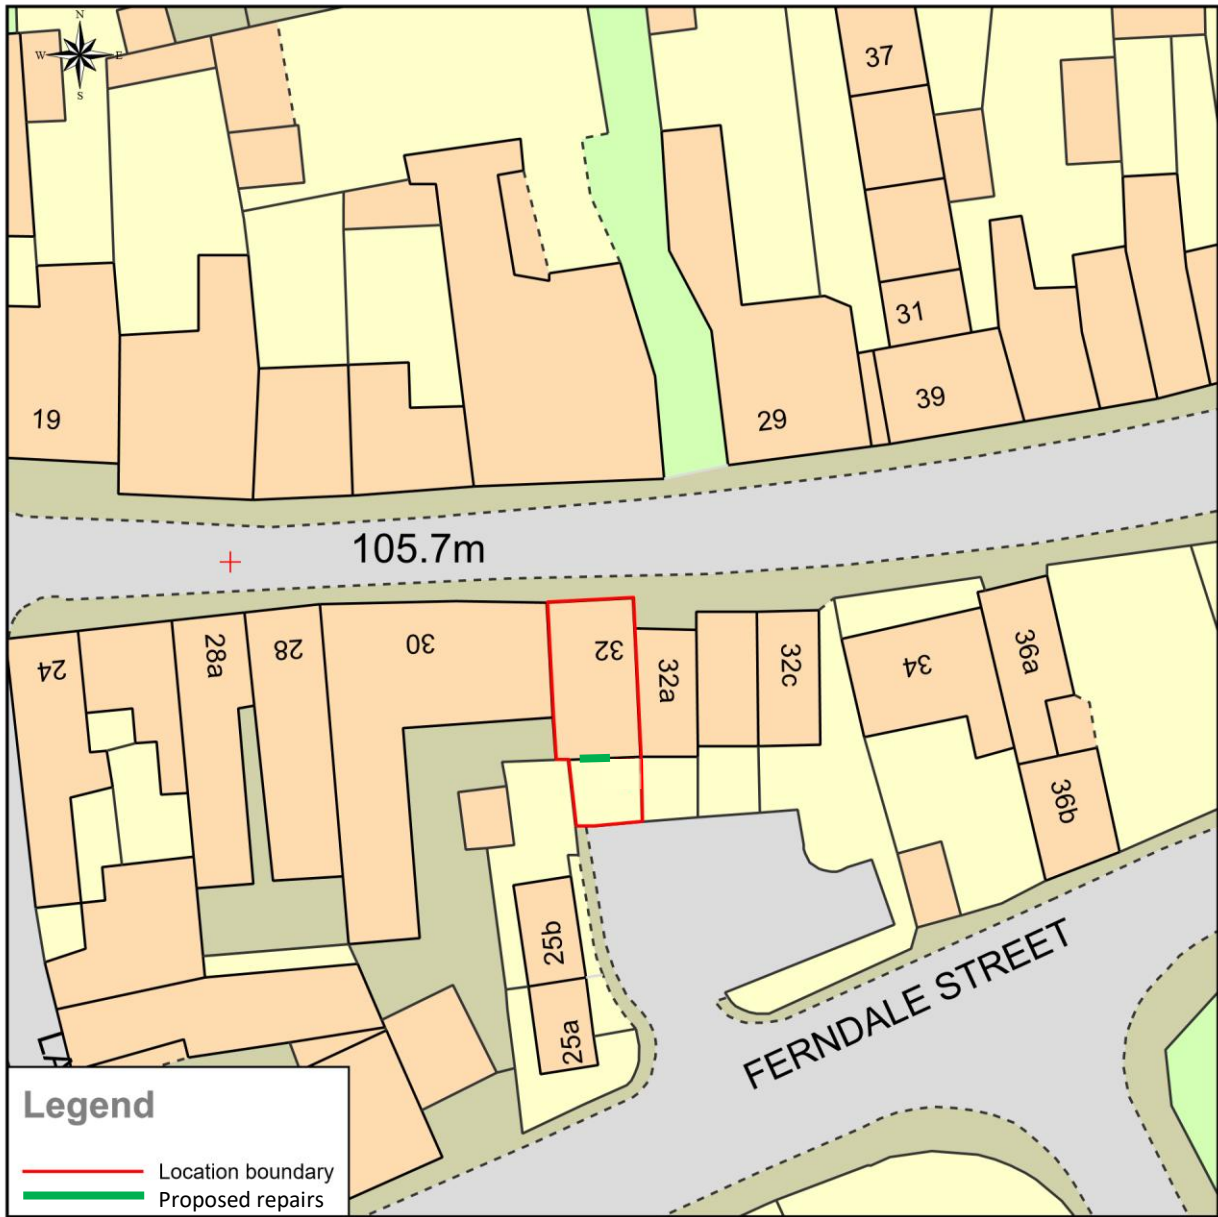 N
W E
S
37
31
39
29
19
105.7m
24
28a
28
30
32
32a
32c
34
36a
36b
25b
25a
FERNDALE STREET
LA
Legend
Location boundary
Proposed repairs